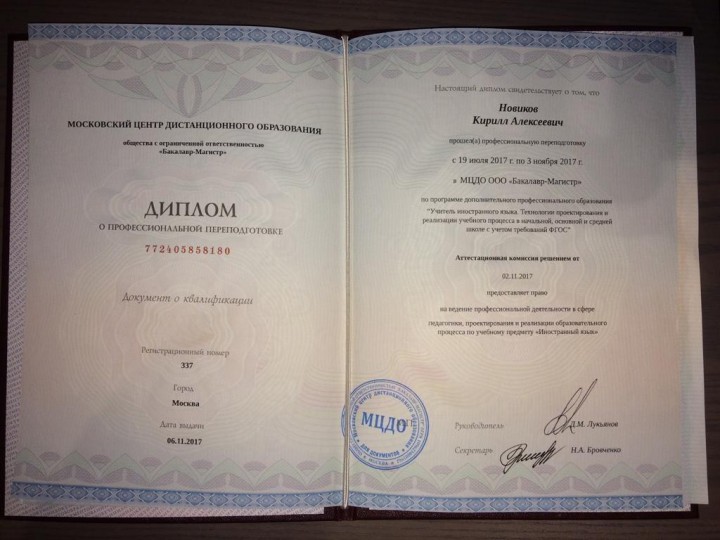 МОСКОВСКИЙ ЦЕНТР ДИСТАНЦИОННОГО ОБРАЗОВАНИЯ
общества с ограниченной ответственностью
«Бакалавр-Магистр»
ДИПЛОМ
О ПРОФЕССИОНАЛЬНОЙ ПЕРЕПОДГОТОВКЕ
772405858180
Документ о квалификации
Регистрационный номер
337
Город
Москва
Дата выдачи
06.11.2017
Настоящий диплом свидетельствует о том, что
Новиков
Кирилл Алексеевич
прошел(а) профессиональную переподготовку
с 19 июля 2017 г. по 3 ноября 2017 г.
в МЦДО ООО «Бакалавр-Магистр»
по программе дополнительного профессионального образования
"Учитель иностранного языка. Технологии проектирования и
реализации учебного процесса в начальной, основной и средней
школе с учетом требований ФГОС"
Аттестационная комиссия решением от
02.11.2017
предоставляет право
на ведение профессиональной деятельности в сфере
педагогики, проектирования и реализации образовательного
процесса по учебному предмету «Иностранный язык»
МЦДО
ДЛЯ ДОКУМЕНТОВ
Руководитель Д.М. Лукьянов
Секретарь Н.А. Бровченко